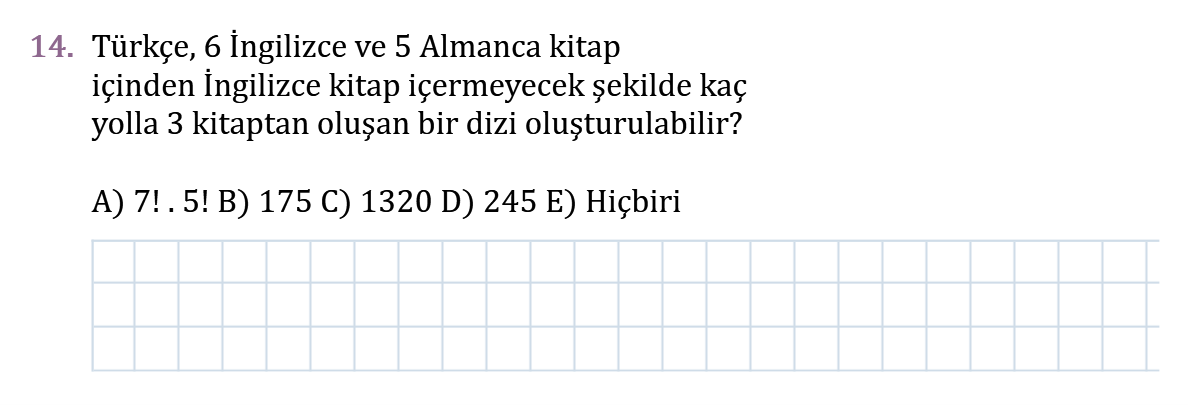 14. Türkçe, 6 İngilizce ve 5 Almanca kitap
içinden İngilizce kitap içermeyecek şekilde kaç
yolla 3 kitaptan oluşan bir dizi oluşturulabilir?
A) 7! . 5! B) 175 C) 1320 D) 245 E) Hiçbiri